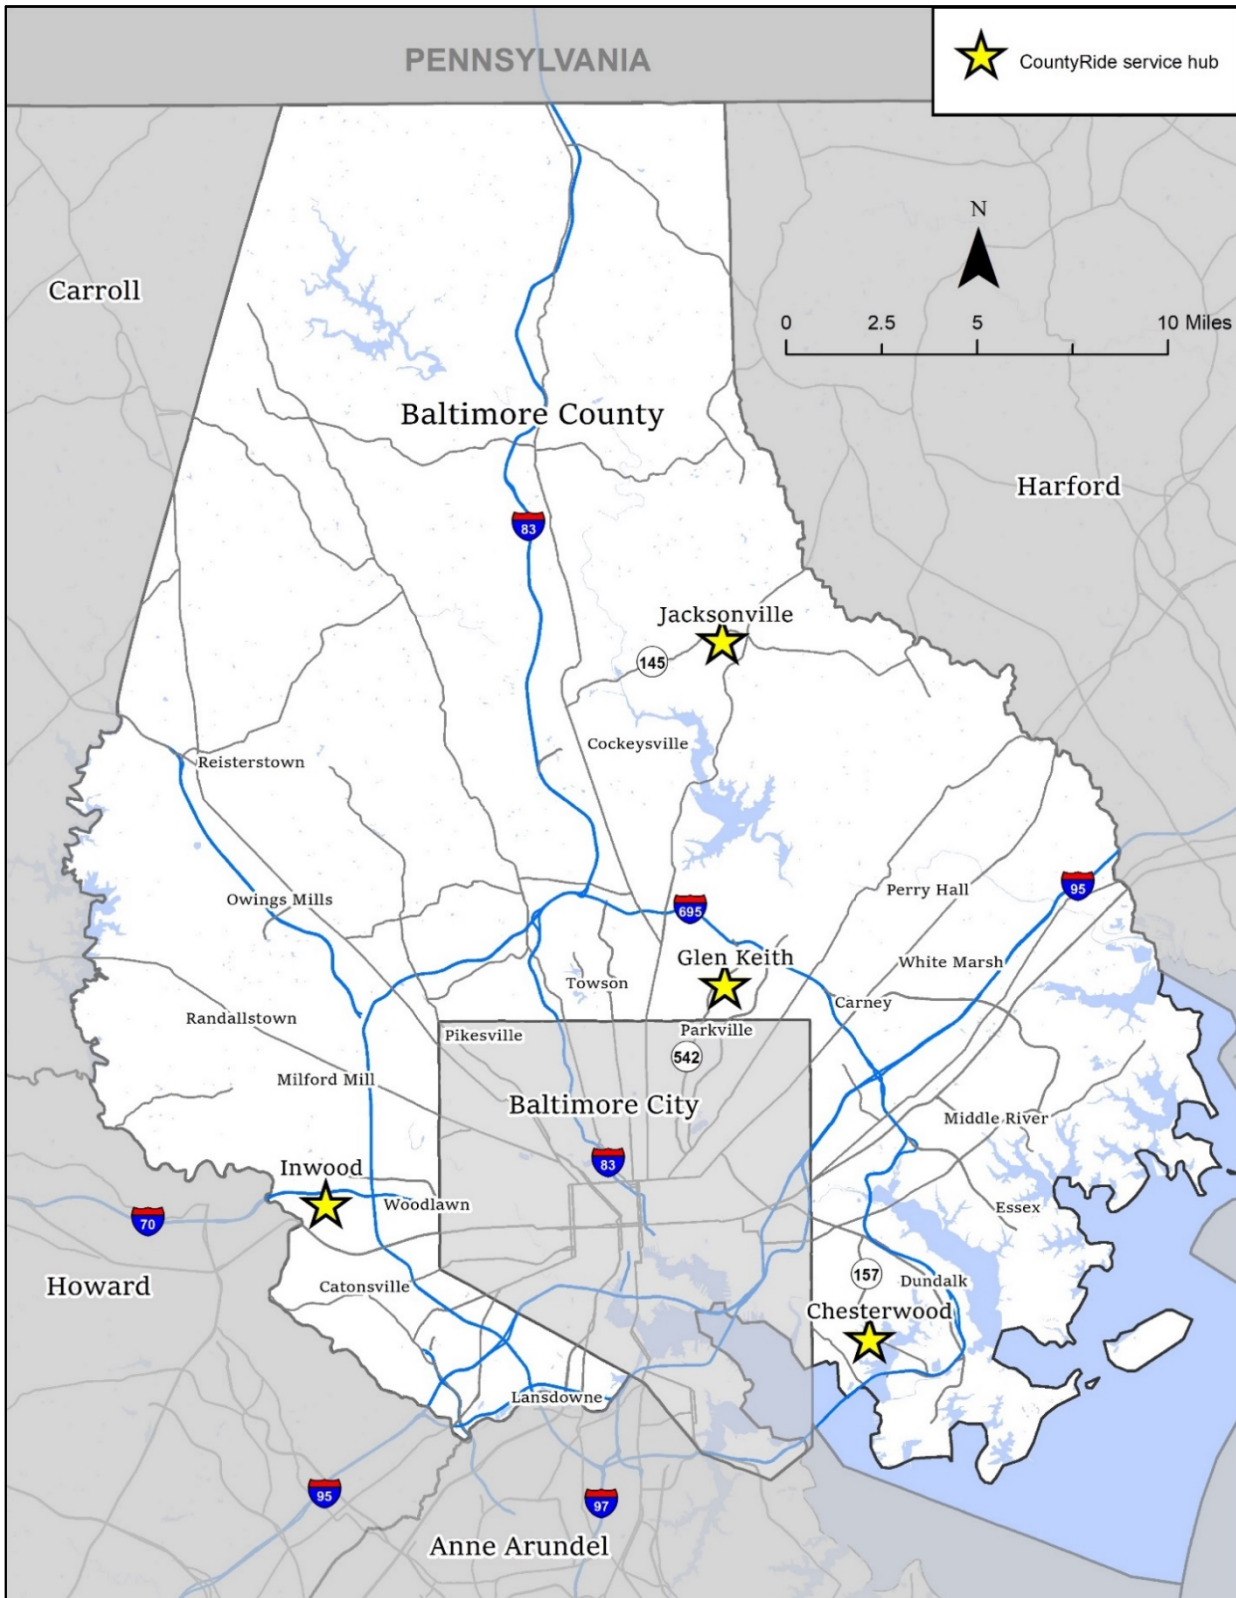 PENNSYLVANIA
CountyRide service hub
N
0 2.5 5 10 Miles
Carroll
Baltimore County
Harford
83
Jacksonville
145
Cockeysville
Reisterstown
Owings Mills
Perry Hall
95
695
Glen Keith
White Marsh
Towson
Carney
Randallstown
Pikesville
Parkville
542
Milford Mill
Baltimore City
Middle River
83
Inwood
Woodlawn
70
Essex
Howard
Catonsville
157
Dundalk
Chesterwood
Lansdowne
95
97
Anne Arundel